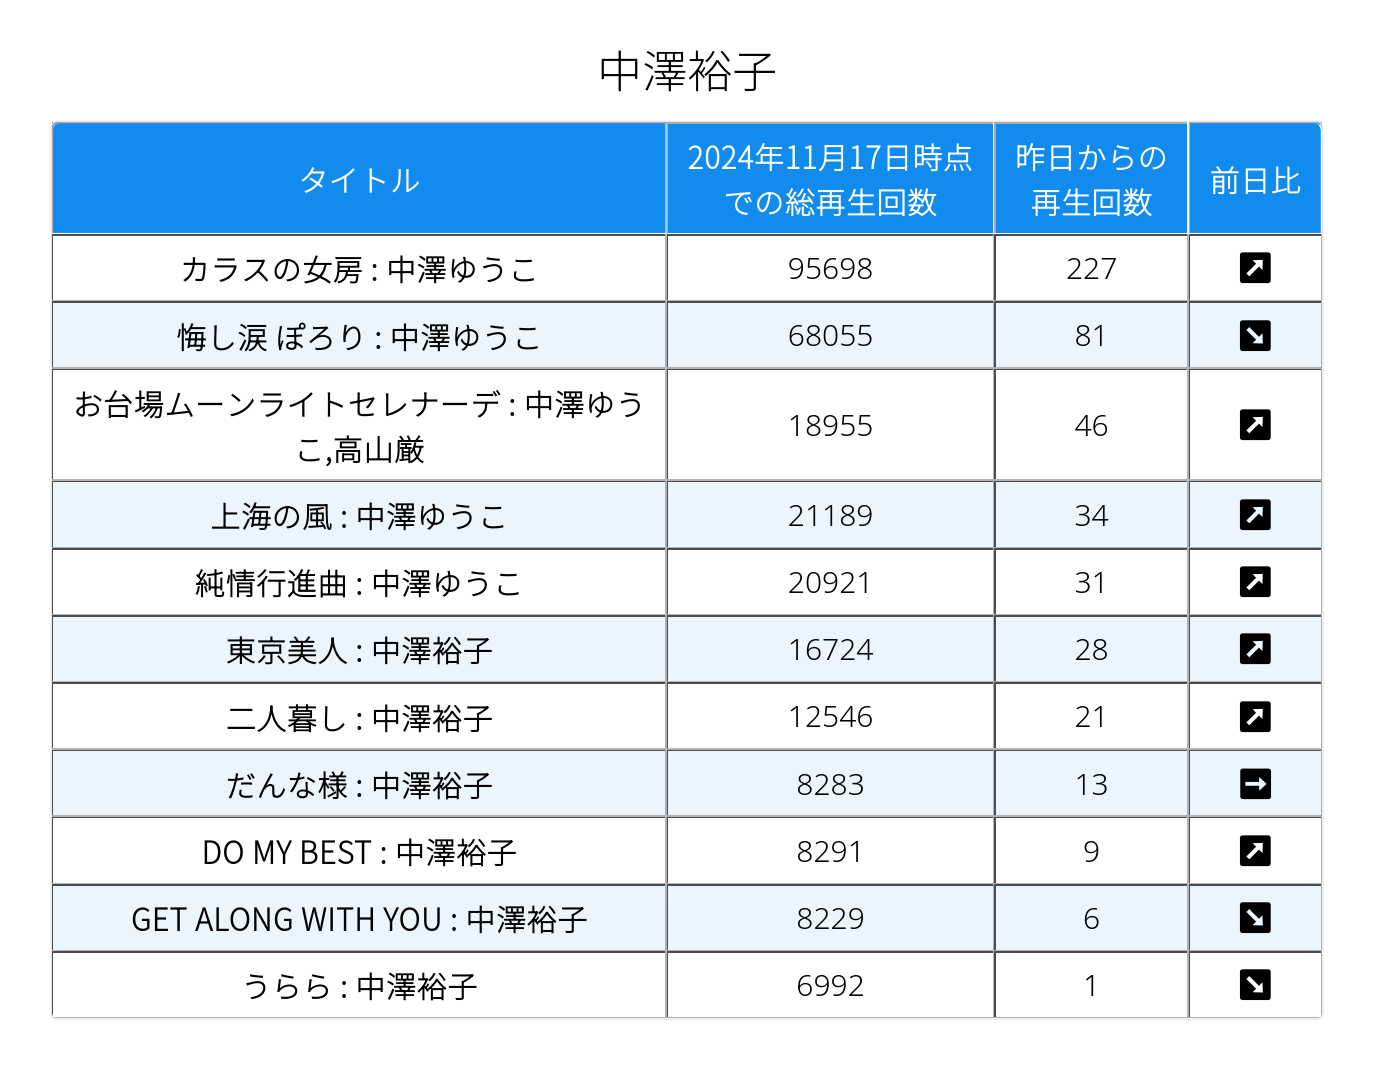 中澤裕子
タイトル
2024年11月17日時点
での総再生回数
昨日からの
再生回数
前日比
カラスの女房 : 中澤ゆうこ 95698 227
悔し涙 ぽろり : 中澤ゆうこ 68055 81
お台場ムーンライトセレナーデ : 中澤ゆう
こ,高山厳 18955 46
上海の風 : 中澤ゆうこ 21189 34
純情行進曲 : 中澤ゆうこ 20921 31
東京美人 : 中澤裕子 16724 28
二人暮し : 中澤裕子 12546 21
だんな様 : 中澤裕子 8283 13
DO MY BEST : 中澤裕子 8291 9
GET ALONG WITH YOU : 中澤裕子 8229 6
うらら : 中澤裕子 6992 1